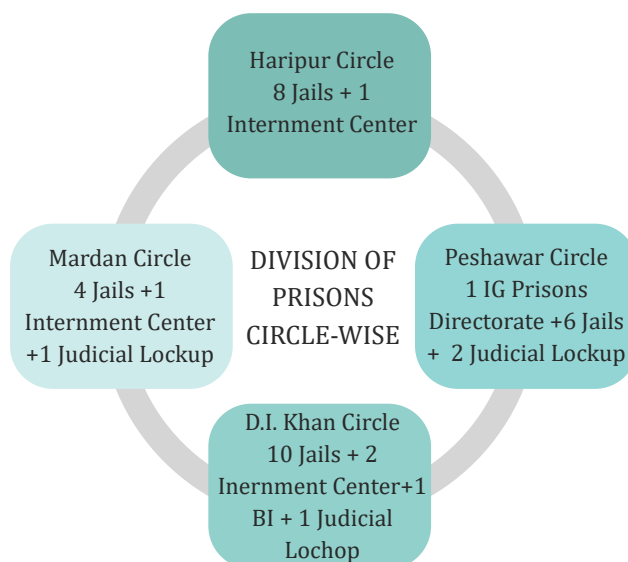 Haripur Circle
8 Jails + 1
Internment Center
Mardan Circle
4 Jails +1
Internment Center
+1 Judicial Lockup
DIVISION OF
PRISONS
CIRCLE-WISE
Peshawar Circle
1 IG Prisons
Directorate +6 Jails
+ 2 Judicial Lockup
D.I. Khan Circle
10 Jails + 2
Inernment Center+1
BI + 1 Judicial
Lochop